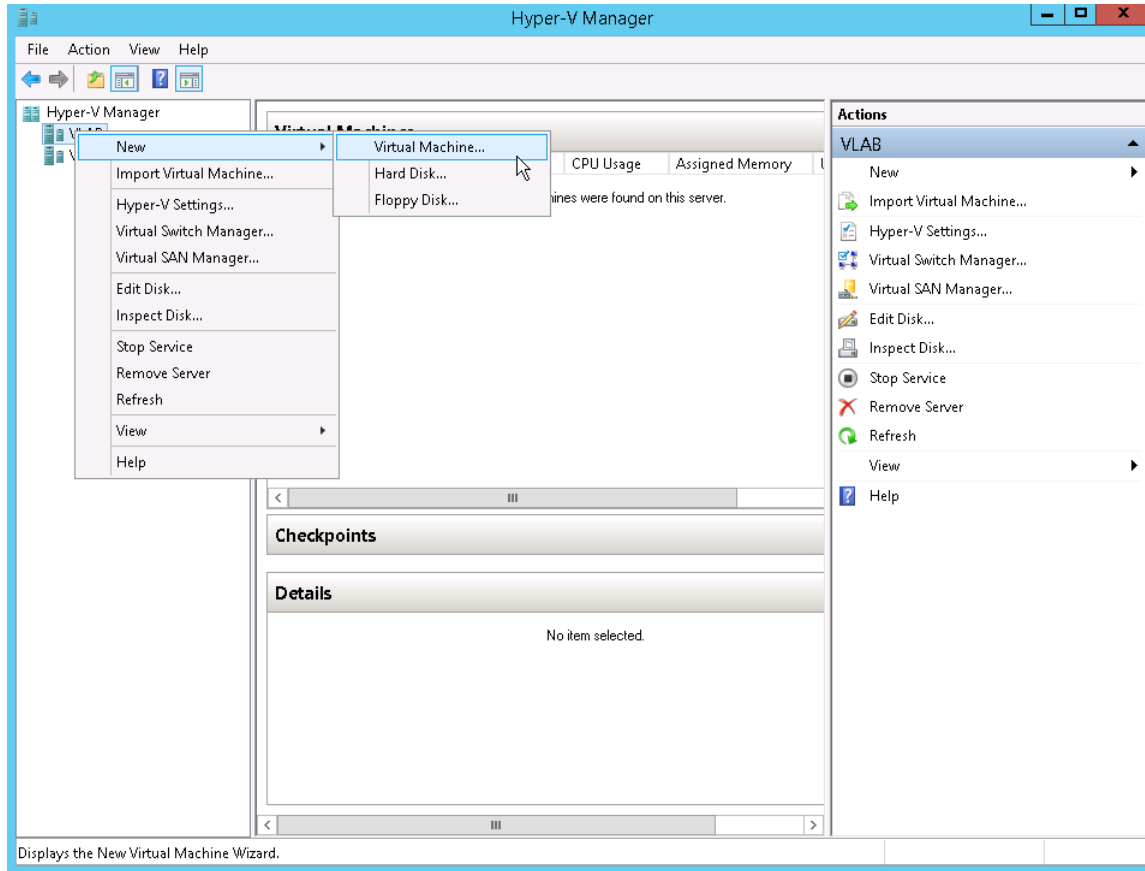 Hyper-V Manager
File Action View Help
Hyper-V Manager
New
Import Virtual Machine...
Hyper-V Settings...
Virtual Switch Manager...
Virtual SAN Manager...
Edit Disk...
Inspect Disk...
Stop Service
Remove Server
Refresh
View
Help
Virtual Machine...
Hard Disk...
Floppy Disk...
CPU Usage Assigned Memory
were found on this server.
Checkpoints
Details
No item selected.
Actions
VLAB
New
Import Virtual Machine...
Hyper-V Settings...
Virtual Switch Manager...
Virtual SAN Manager...
Edit Disk...
Inspect Disk...
Stop Service
Remove Server
Refresh
View
Help
Displays the New Virtual Machine Wizard.